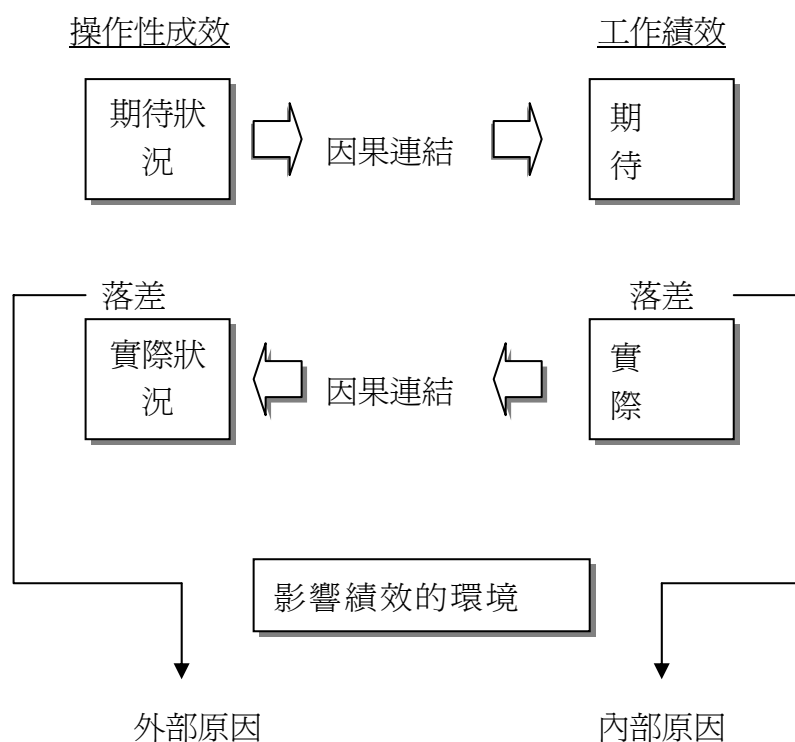 操作性成效
工作績效
期待狀
況
因果連結
期
待
落差
落差
實際狀
況
因果連結
實
際
影響績效的環境
外部原因
內部原因